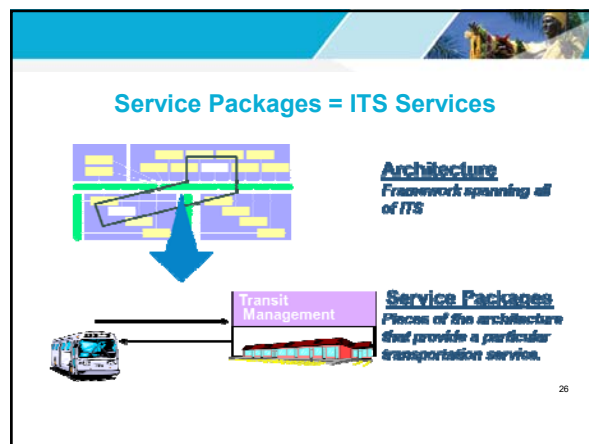 Service Packages = ITS Services
Architecture
Framework spanning all
of ITS
Transit
Management
Service Packages
Pieces of the architecture
that provide a particular
transportation service.
26